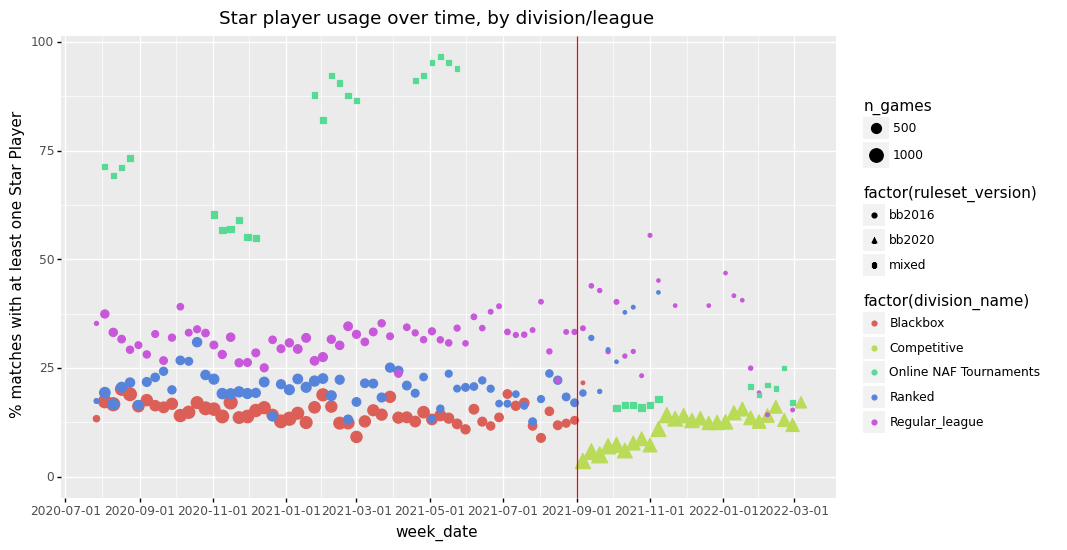 Star player usage over time, by division/league
% matches with at least one Star Player
100
75
50
25
0
2020-07-01 2020-09-01 2020-11-01 2021-01-01 2021-03-01 2021-05-01 2021-07-01 2021-09-01 2021-11-01 2022-01-01 2022-03-01
week_date
n_games
500
1000
factor(ruleset_version)
bb2016
bb2020
mixed
factor(division_name)
Blackbox
Competitive
Online NAF Tournaments
Ranked
Regular_league